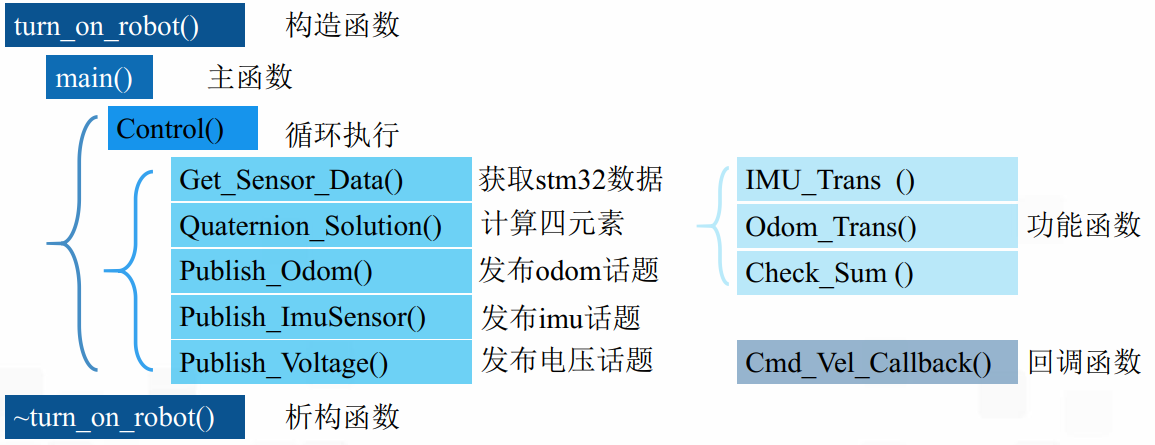 turn_on_robot() 构造函数
main() 主函数
Control() 循环执行
Get_Sensor_Data() 获取stm32数据
Quaternion_Solution() 计算四元素
Publish_Odom() 发布odom话题
Publish_ImuSensor() 发布imu话题
Publish_Voltage() 发布电压话题
IMU_Trans ()
Odom_Trans() 功能函数
Check_Sum ()
Cmd_Vel_Callback() 回调函数
~turn_on_robot() 析构函数